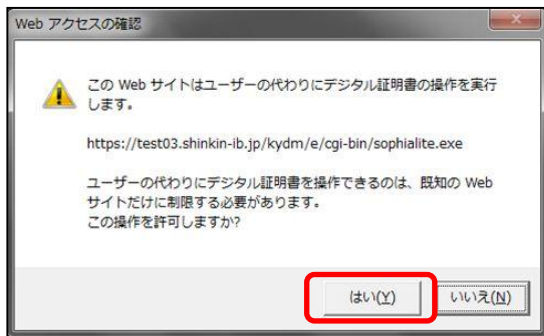 Web アクセスの確認
この Web サイトはユーザーの代わりにデジタル証明書の操作を実行
します。
https://test03.shinkin-ib.jp/kydm/e/cgi-bin/sophialite.exe
ユーザーの代わりにデジタル証明書を操作できるのは、既知の Web
サイトだけに制限する必要があります。
この操作を許可しますか?
はい(Y) いいえ(N)